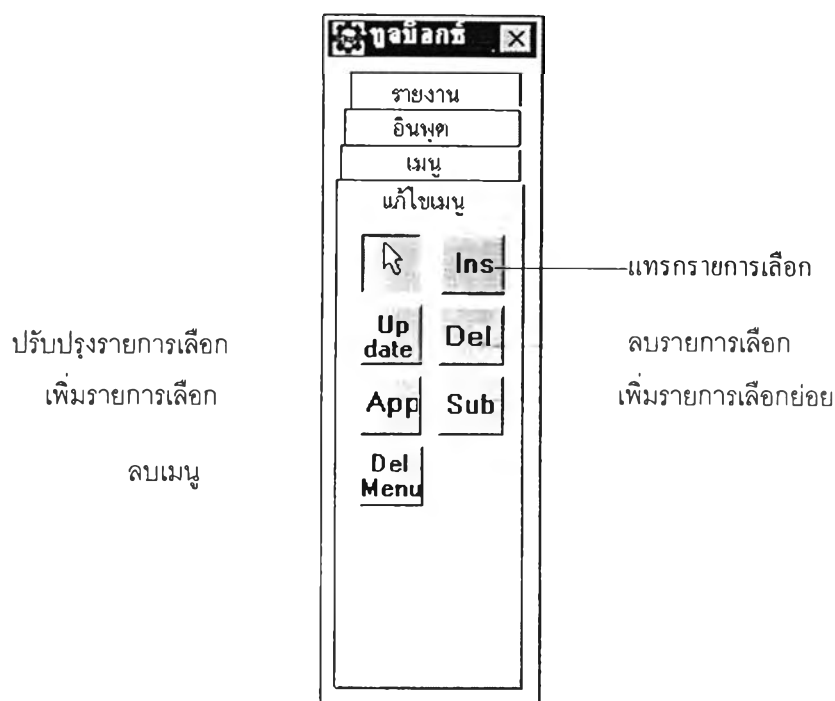 ทูลบ็อกซ์
รายงาน
อินพุต
เมนู
แก้ไขเมนู
Ins
แทรกรายการเลือก
ปรับปรุงรายการเลือก
Up
date
Del
ลบรายการเลือก
เพิ่มรายการเลือก
App
Sub
เพิ่มรายการเลือกย่อย
ลบเมนู
Del
Menu